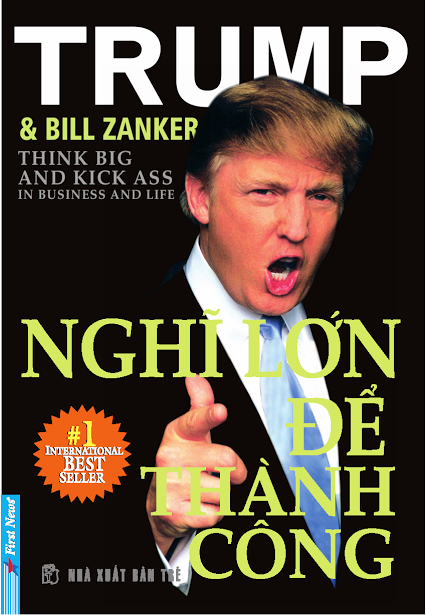 TRUMP
& BILL ZANKER
THINK BIG
AND KICK ASS
IN BUSINESS AND LIFE
NGHĨ LỚN
ĐỂ
THÀNH
CÔNG
#1
INTERNATIONAL
BEST
SELLER
First News
NHÀ XUẤT BẢN TRẺ